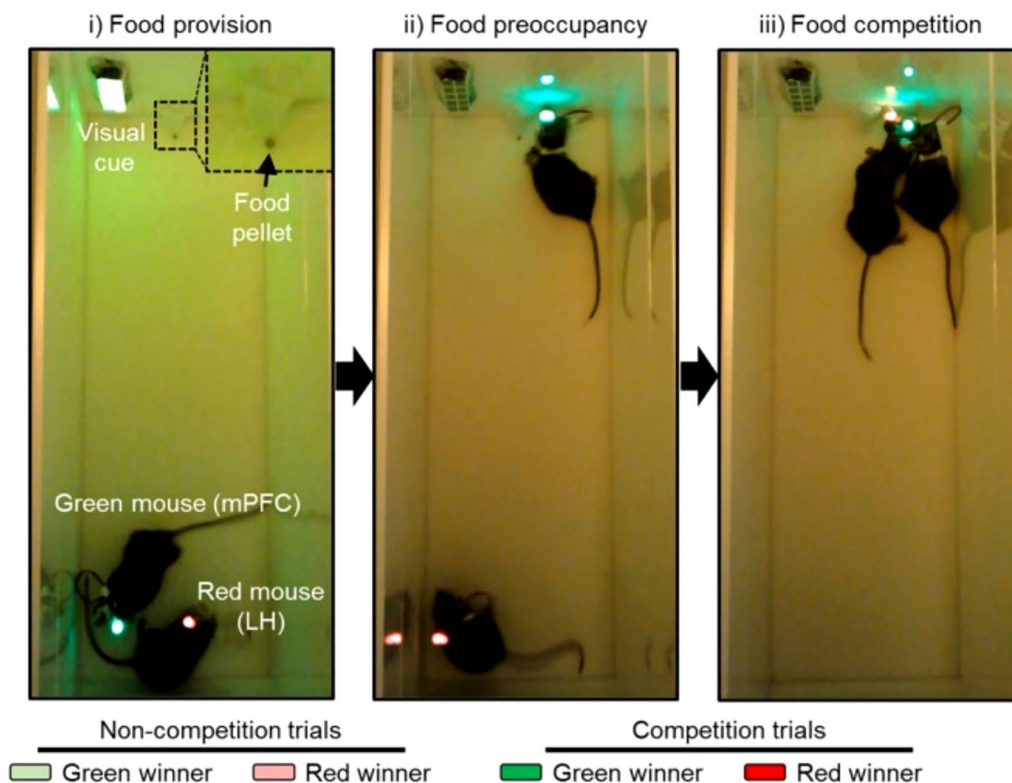 i) Food provision
ii) Food preoccupancy
iii) Food competition
Visual
cue
Food
pellet
Green mouse (mPFC)
Red mouse
(LH)
Non-competition trials
Competition trials
Green winner
Red winner
Green winner
Red winner